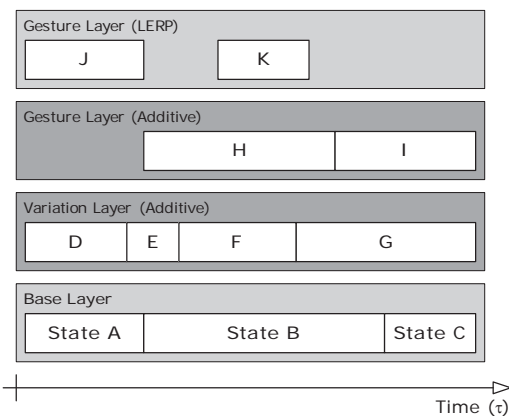 Gesture Layer (LERP)
J K
Gesture Layer (Additive)
H I
Variation Layer (Additive)
D E F G
Base Layer
State A State B State C
Time (τ)